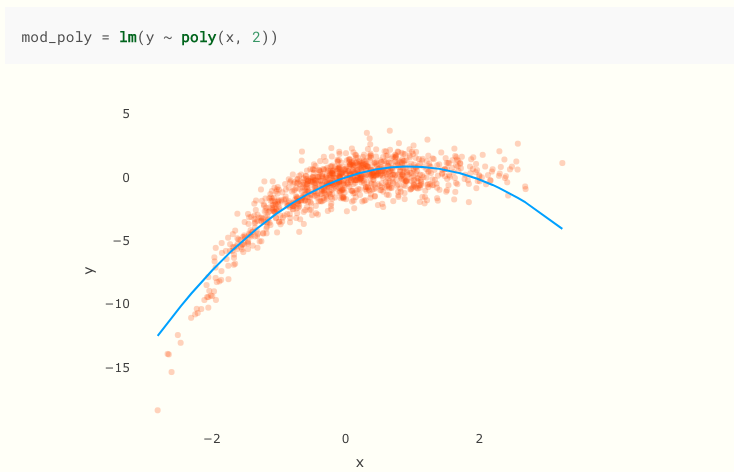 mod_poly = lm(y ~ poly(x, 2))
5
0
−5
y
−10
−15
−2 0 2
x